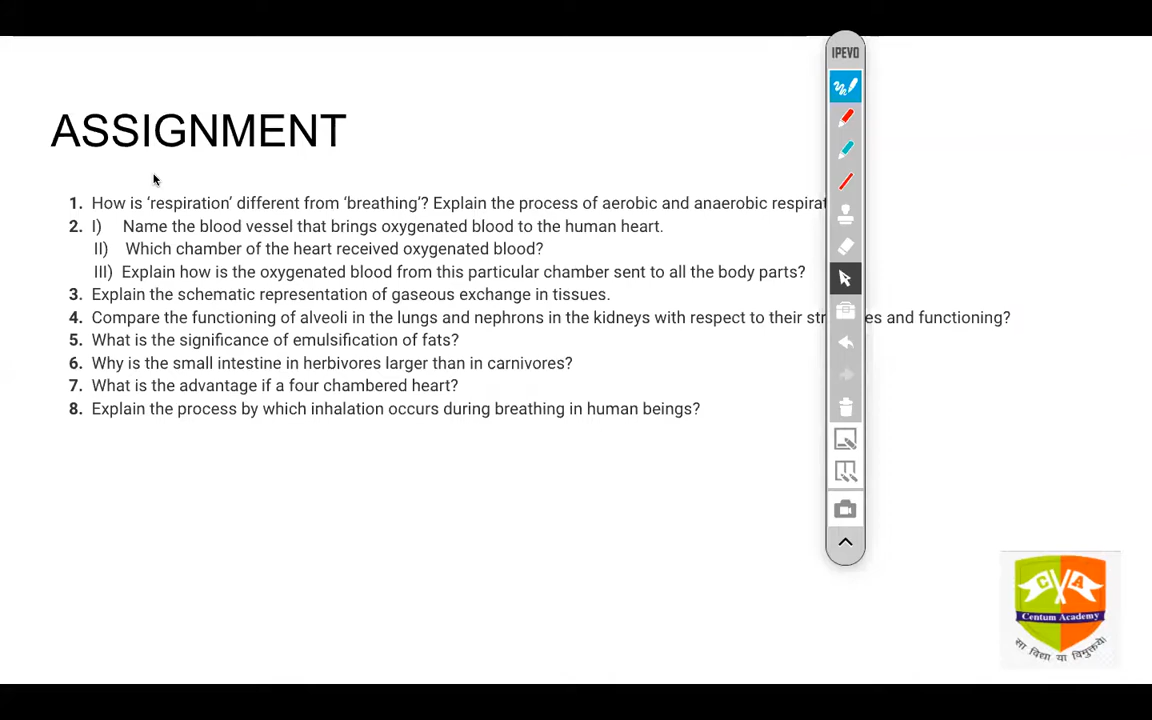 IPEVO
ASSIGNMENT
1. How is ‘respiration’ different from ‘breathing’? Explain the process of aerobic and anaerobic respirat
2. I) Name the blood vessel that brings oxygenated blood to the human heart.
II) Which chamber of the heart received oxygenated blood?
III) Explain how is the oxygenated blood from this particular chamber sent to all the body parts?
3. Explain the schematic representation of gaseous exchange in tissues.
4. Compare the functioning of alveoli in the lungs and nephrons in the kidneys with respect to their str es and functioning?
5. What is the significance of emulsification of fats?
6. Why is the small intestine in herbivores larger than in carnivores?
7. What is the advantage if a four chambered heart?
8. Explain the process by which inhalation occurs during breathing in human beings?
C A
Centum Academy
सा विद्या या विमुक्तये